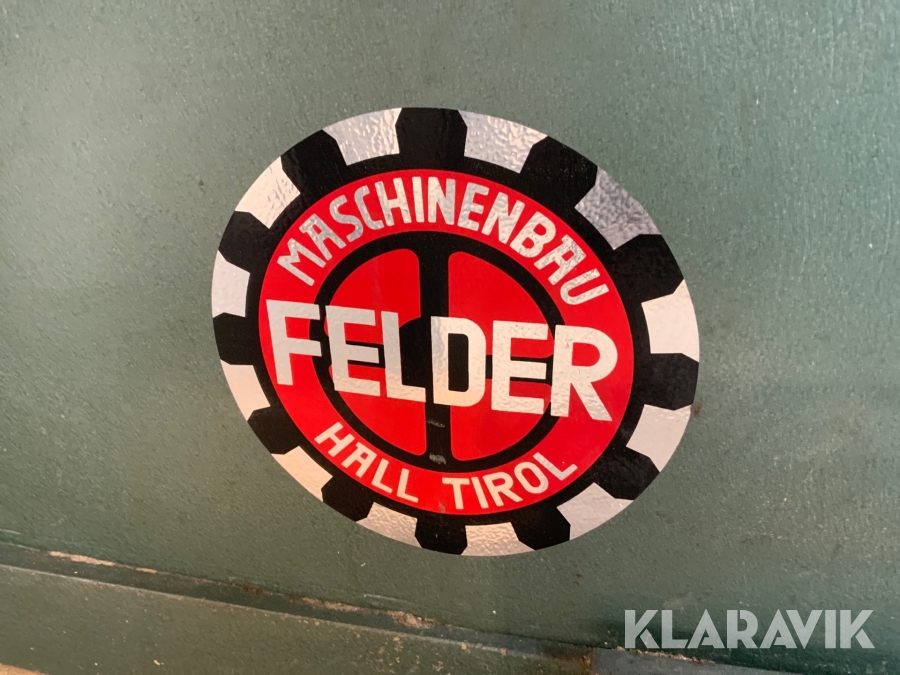 MASCHINENBAU
FELDER
HALL TIROL
KLARAVIK